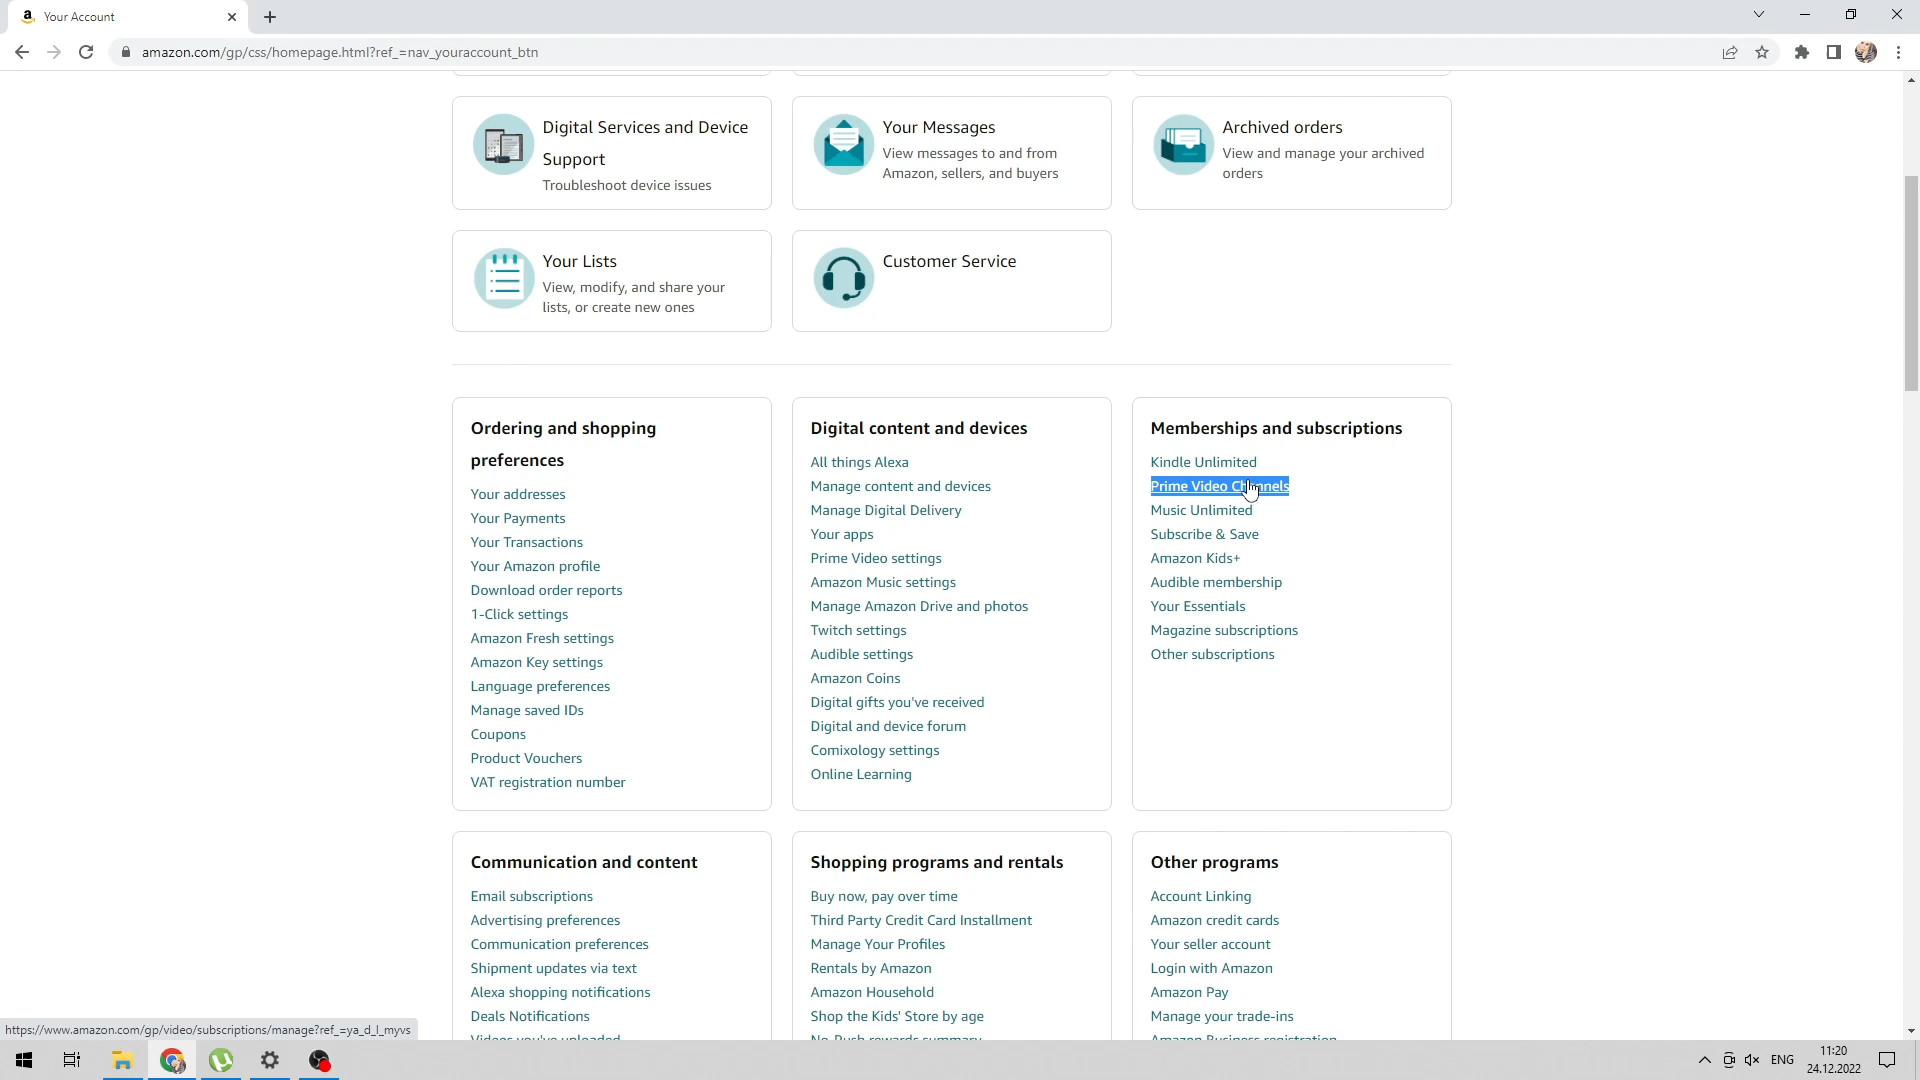 Your Account
amazon.com/gp/css/homepage.html?ref_=nav_youraccount_btn
Digital Services and Device
Support
Troubleshoot device issues
Your Messages
View messages to and from
Amazon, sellers, and buyers
Archived orders
View and manage your archived
orders
Your Lists
View, modify, and share your
lists, or create new ones
Customer Service
Ordering and shopping
preferences
Your addresses
Your Payments
Your Transactions
Your Amazon profile
Download order reports
1-Click settings
Amazon Fresh settings
Amazon Key settings
Language preferences
Manage saved IDs
Coupons
Product Vouchers
VAT registration number
Digital content and devices
All things Alexa
Manage content and devices
Manage Digital Delivery
Your apps
Prime Video settings
Amazon Music settings
Manage Amazon Drive and photos
Twitch settings
Audible settings
Amazon Coins
Digital gifts you've received
Digital and device forum
Comixology settings
Online Learning
Memberships and subscriptions
Kindle Unlimited
Prime Video Channels
Music Unlimited
Subscribe & Save
Amazon Kids+
Audible membership
Your Essentials
Magazine subscriptions
Other subscriptions
Communication and content
Email subscriptions
Advertising preferences
Communication preferences
Shipment updates via text
Alexa shopping notifications
Deals Notifications
Videos you've uploaded
Shopping programs and rentals
Buy now, pay over time
Third Party Credit Card Installment
Manage Your Profiles
Rentals by Amazon
Amazon Household
Shop the Kids' Store by age
No-Rush rewards summary
Other programs
Account Linking
Amazon credit cards
Your seller account
Login with Amazon
Amazon Pay
Manage your trade-ins
Amazon Business registration
https://www.amazon.com/gp/video/subscriptions/manage?ref_=ya_d_l_myvs
ENG
11:20
24.12.2022